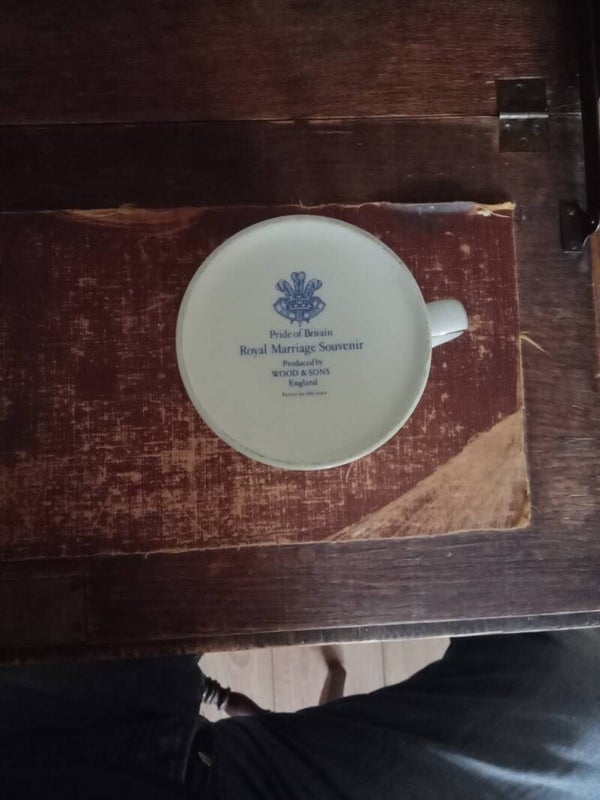 Pride of Britain
Royal Marriage Souvenir
Produced by
WOOD & SONS
England